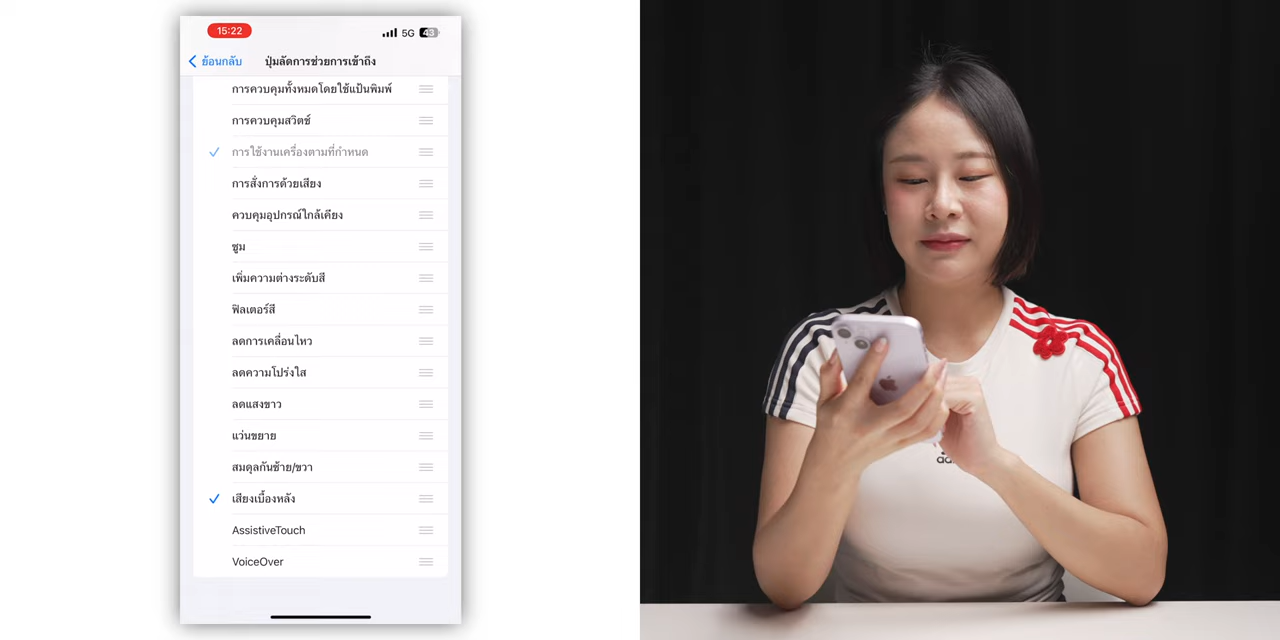 15:22
5G
43
ย้อนกลับ
ปุ่มลัดการช่วยการเข้าถึง
การควบคุมทั้งหมดโดยใช้แป้นพิมพ์
การควบคุมสวิตช์
การใช้งานเครื่องตามที่กำหนด
การสั่งการด้วยเสียง
ควบคุมอุปกรณ์ใกล้เคียง
ซูม
เพิ่มความต่างระดับสี
ฟิลเตอร์สี
ลดการเคลื่อนไหว
ลดความโปร่งใส
ลดแสงขาว
แว่นขยาย
สมดุลกันซ้าย/ขวา
เสียงเบื้องหลัง
AssistiveTouch
VoiceOver